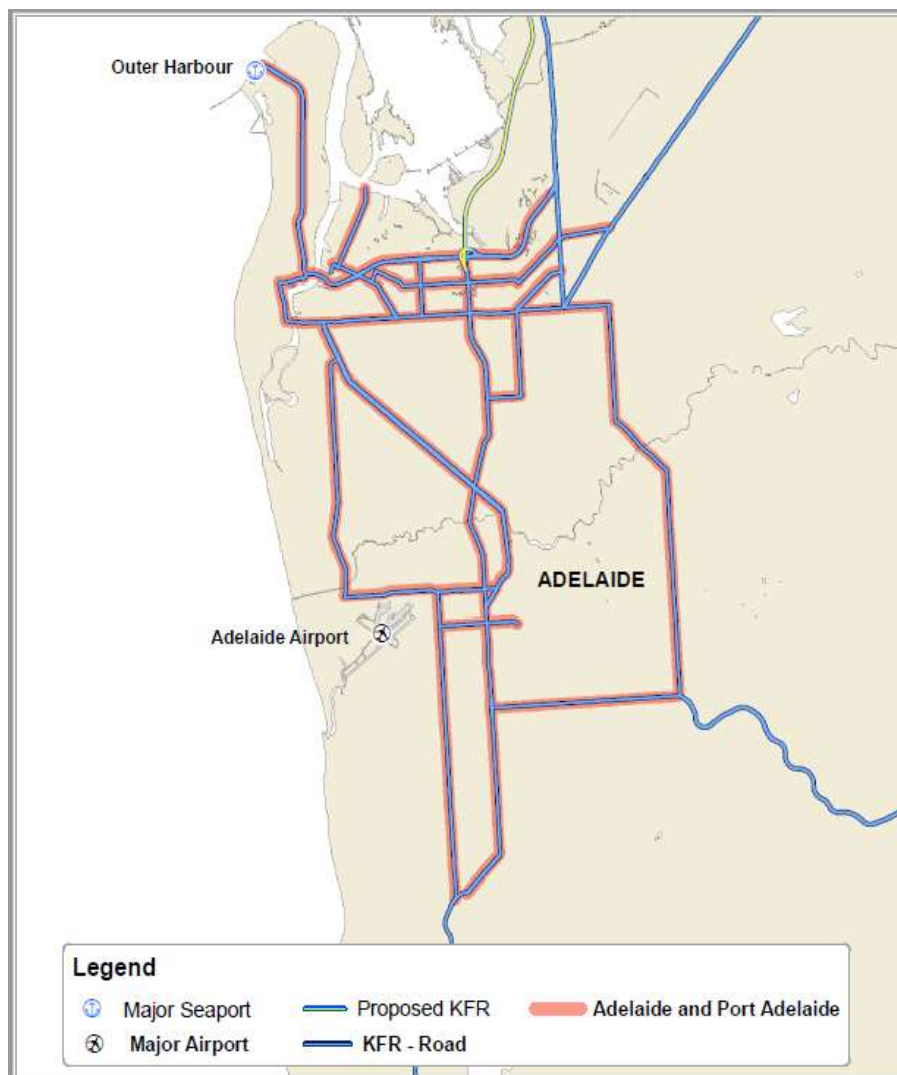 Outer Harbour
ADELAIDE
Adelaide Airport
Legend
Major Seaport
Proposed KFR
Adelaide and Port Adelaide
Major Airport
KFR - Road